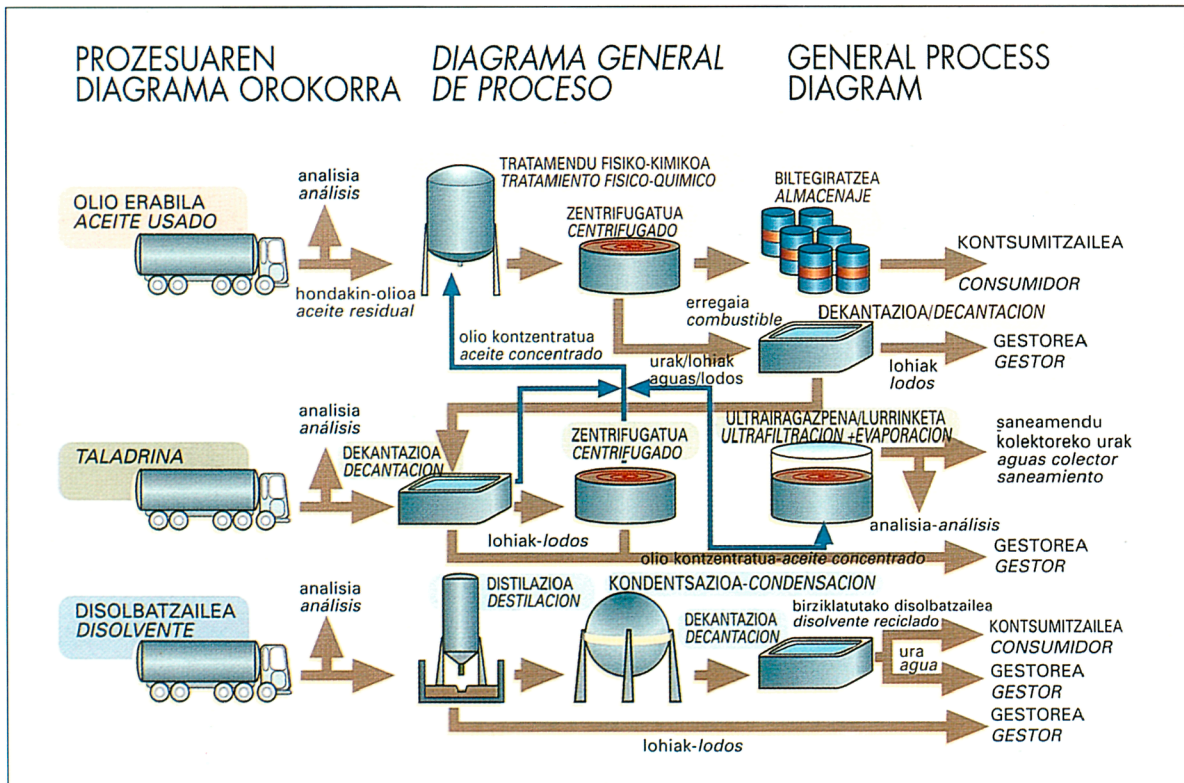 PROZESUAREN
DIAGRAMA OROKORRA
DIAGRAMA GENERAL
DE PROCESO
GENERAL PROCESS
DIAGRAM
OLIO ERABILA
ACEITE USADO
analisia
análisis
hondakin-olioa
aceite residual
TRATAMENDU FISIKO-KIMIKOA
TRATAMIENTO FISICO-QUIMICO
ZENTRIFUGATUA
CENTRIFUGADO
BILTEGIRATZEA
ALMACENAJE
KONTSUMITZAILEA
CONSUMIDOR
olio kontzentratua
aceite concentrado
erregaia
combustible
urak/lohiak
aguas/lodos
DEKANTAZIOA/DECANTACION
lohiak
lodos
GESTOREA
GESTOR
TALADRINA
analisia
análisis
DEKANTAZIOA
DECANTACION
lohiak-lodos
ZENTRIFUGATUA
CENTRIFUGADO
ULTRAIRAGAZPENA/LURRINKETA
ULTRAFILTRACION+EVAPORACION
saneamendu
kolektoreko urak
aguas colector
saneamiento
analisia-análisis
olio kontzentratua-aceite concentrado
GESTOREA
GESTOR
DISOLBATZAILEA
DISOLVENTE
analisia
análisis
DISTILAZIOA
DESTILACION
KONDENTSAZIOA-CONDENSACION
DEKANTAZIOA
DECANTACION
birziklatutako disolbatzailea
disolvente reciclado
ura
agua
KONTSUMITZAILEA
CONSUMIDOR
GESTOREA
GESTOR
GESTOREA
GESTOR
lohiak-lodos